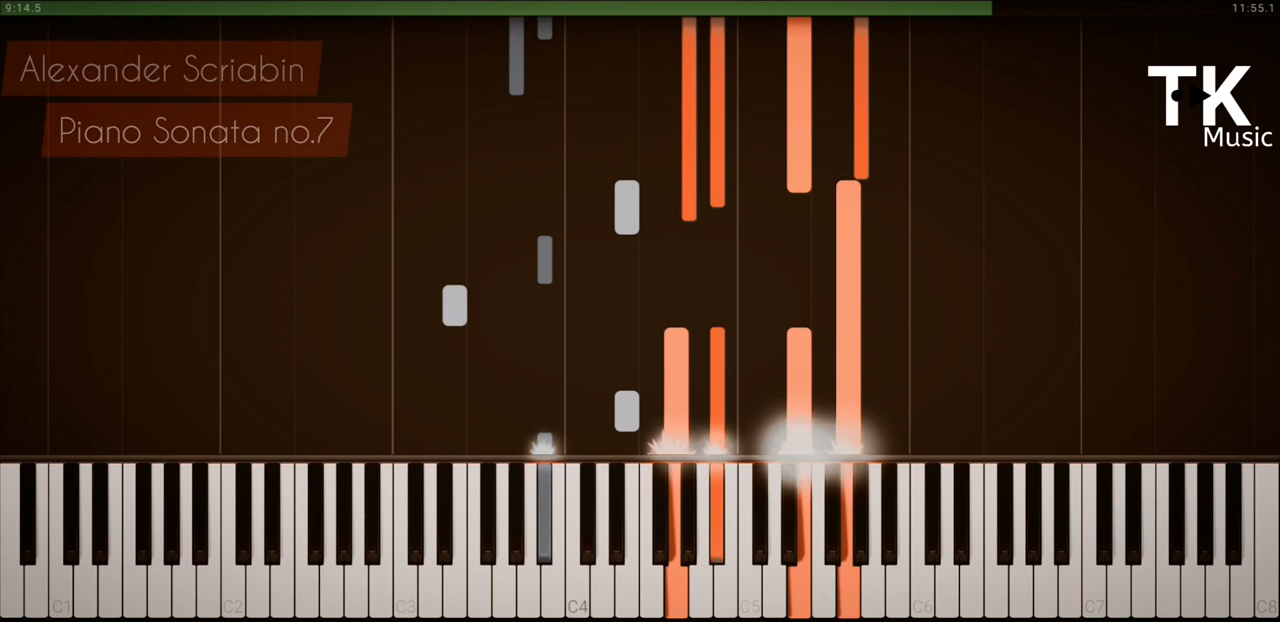 9:14.5
11:55.1
Alexander Scriabin
Piano Sonata no.7
TK
Music
C1 C2 C3 C4 C5 C6 C7 C8